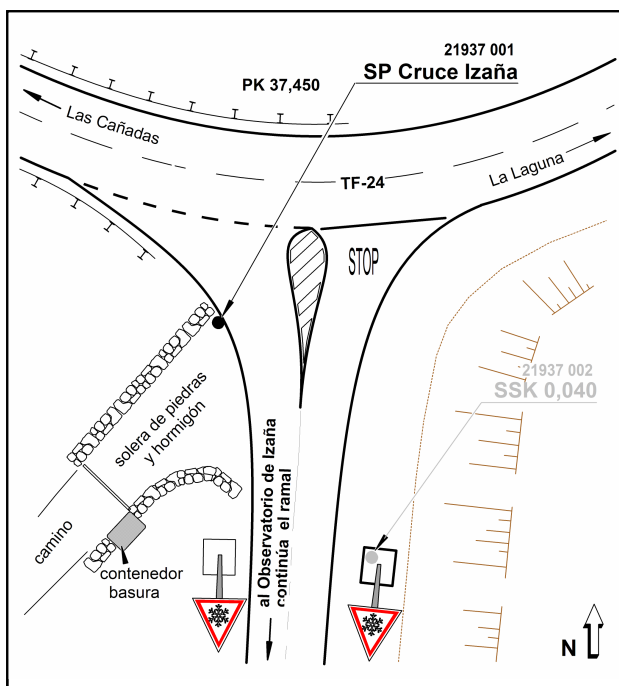 21937 001
SP Cruce Izaña
PK 37,450
Las Cañadas
La Laguna
TF-24
STOP
21937 002
SSK 0,040
solera de piedras
y hormigón
al Observatorio de Izaña
continúa el ramal
camino
contenedor
basura
N